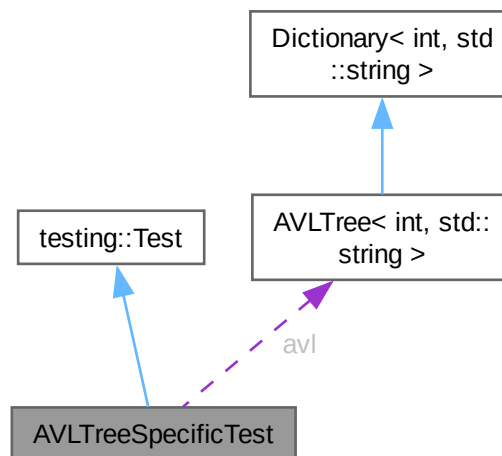 Dictionary< int, std
::string >
AVLTree< int, std::
string >
testing::Test
avl
AVLTreeSpecificTest